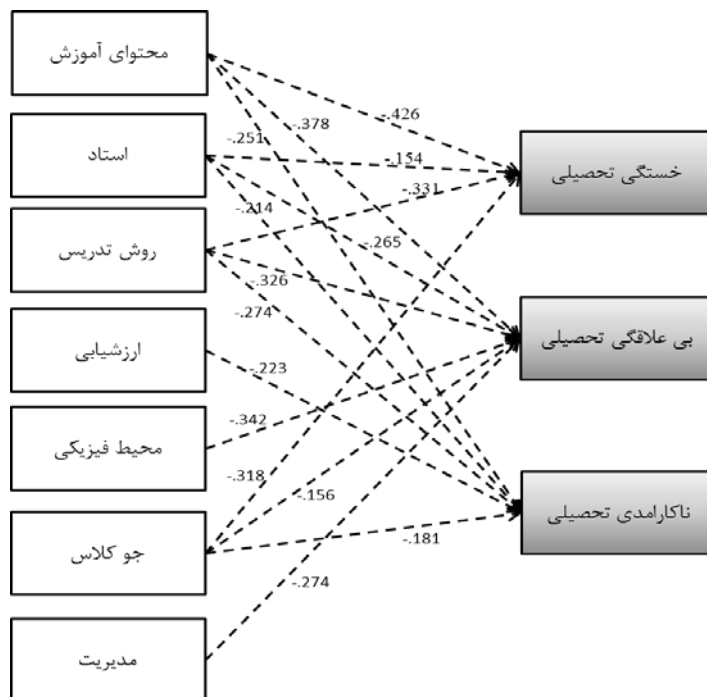 محتوای آموزش
استاد
روش تدریس
ارزشیابی
محیط فیزیکی
جو کلاس
مدیریت
-.426
-.378
-.251
-.154
-.331
-.214
-.265
-.326
-.274
-.223
-.342
-.318
-.156
-.181
-.274
خستگی تحصیلی
بی علاقگی تحصیلی
ناکارامدی تحصیلی